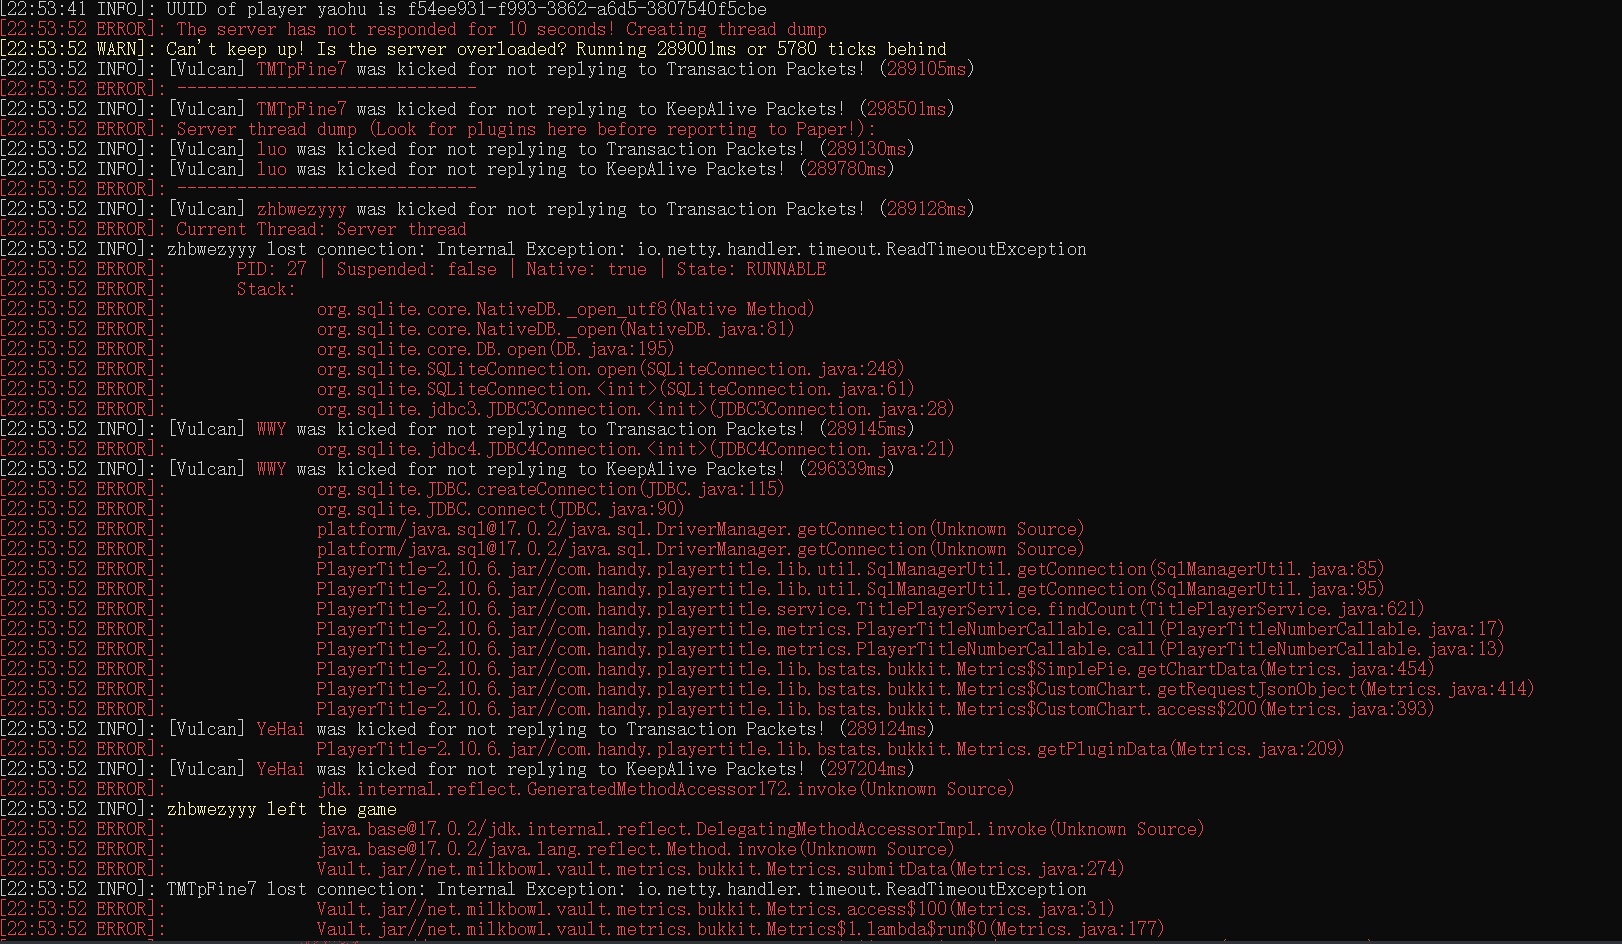 [22:53:41 INFO]: UUID of player yaohu is f54ee931-f993-3862-a6d5-3807540f5cbe
[22:53:52 ERROR]: The server has not responded for 10 seconds! Creating thread dump
[22:53:52 WARN]: Can't keep up! Is the server overloaded? Running 289001ms or 5780 ticks behind
[22:53:52 INFO]: [Vulcan] TMTpFine7 was kicked for not replying to Transaction Packets! (289105ms)
[22:53:52 ERROR]: ------------------------------
[22:53:52 INFO]: [Vulcan] TMTpFine7 was kicked for not replying to KeepAlive Packets! (298501ms)
[22:53:52 ERROR]: Server thread dump (Look for plugins here before reporting to Paper!):
[22:53:52 INFO]: [Vulcan] luo was kicked for not replying to Transaction Packets! (289130ms)
[22:53:52 INFO]: [Vulcan] luo was kicked for not replying to KeepAlive Packets! (289780ms)
[22:53:52 ERROR]: ------------------------------
[22:53:52 INFO]: [Vulcan] zhbwezyyy was kicked for not replying to Transaction Packets! (289128ms)
[22:53:52 ERROR]: Current Thread: Server thread
[22:53:52 INFO]: zhbwezyyy lost connection: Internal Exception: io.netty.handler.timeout.ReadTimeoutException
[22:53:52 ERROR]: PID: 27 | Suspended: false | Native: true | State: RUNNABLE
[22:53:52 ERROR]: Stack:
[22:53:52 ERROR]: org.sqlite.core.NativeDB._open_utf8(Native Method)
[22:53:52 ERROR]: org.sqlite.core.NativeDB._open(NativeDB.java:81)
[22:53:52 ERROR]: org.sqlite.core.DB.open(DB.java:195)
[22:53:52 ERROR]: org.sqlite.SQLiteConnection.open(SQLiteConnection.java:248)
[22:53:52 ERROR]: org.sqlite.SQLiteConnection.<init>(SQLiteConnection.java:61)
[22:53:52 ERROR]: org.sqlite.jdbc3.JDBC3Connection.<init>(JDBC3Connection.java:28)
[22:53:52 INFO]: [Vulcan] WWY was kicked for not replying to Transaction Packets! (289145ms)
[22:53:52 ERROR]: org.sqlite.jdbc4.JDBC4Connection.<init>(JDBC4Connection.java:21)
[22:53:52 INFO]: [Vulcan] WWY was kicked for not replying to KeepAlive Packets! (296339ms)
[22:53:52 ERROR]: org.sqlite.JDBC.createConnection(JDBC.java:115)
[22:53:52 ERROR]: org.sqlite.JDBC.connect(JDBC.java:90)
[22:53:52 ERROR]: platform/java.sql@17.0.2/java.sql.DriverManager.getConnection(Unknown Source)
[22:53:52 ERROR]: platform/java.sql@17.0.2/java.sql.DriverManager.getConnection(Unknown Source)
[22:53:52 ERROR]: PlayerTitle-2.10.6.jar//com.handy.playertitle.lib.util.SqlManagerUtil.getConnection(SqlManagerUtil.java:85)
[22:53:52 ERROR]: PlayerTitle-2.10.6.jar//com.handy.playertitle.lib.util.SqlManagerUtil.getConnection(SqlManagerUtil.java:95)
[22:53:52 ERROR]: PlayerTitle-2.10.6.jar//com.handy.playertitle.service.TitlePlayerService.findCount(TitlePlayerService.java:621)
[22:53:52 ERROR]: PlayerTitle-2.10.6.jar//com.handy.playertitle.metrics.PlayerTitleNumberCallable.call(PlayerTitleNumberCallable.java:17)
[22:53:52 ERROR]: PlayerTitle-2.10.6.jar//com.handy.playertitle.metrics.PlayerTitleNumberCallable.call(PlayerTitleNumberCallable.java:13)
[22:53:52 ERROR]: PlayerTitle-2.10.6.jar//com.handy.playertitle.lib.bstats.bukkit.Metrics$SimplePie.getChartData(Metrics.java:454)
[22:53:52 ERROR]: PlayerTitle-2.10.6.jar//com.handy.playertitle.lib.bstats.bukkit.Metrics$CustomChart.getRequestJsonObject(Metrics.java:414)
[22:53:52 ERROR]: PlayerTitle-2.10.6.jar//com.handy.playertitle.lib.bstats.bukkit.Metrics$CustomChart.access$200(Metrics.java:393)
[22:53:52 INFO]: [Vulcan] YeHai was kicked for not replying to Transaction Packets! (289124ms)
[22:53:52 ERROR]: PlayerTitle-2.10.6.jar//com.handy.playertitle.lib.bstats.bukkit.Metrics.getPluginData(Metrics.java:209)
[22:53:52 INFO]: [Vulcan] YeHai was kicked for not replying to KeepAlive Packets! (297204ms)
[22:53:52 ERROR]: jdk.internal.reflect.GeneratedMethodAccessor172.invoke(Unknown Source)
[22:53:52 INFO]: zhbwezyyy left the game
[22:53:52 ERROR]: java.base@17.0.2/jdk.internal.reflect.DelegatingMethodAccessorImpl.invoke(Unknown Source)
[22:53:52 ERROR]: java.base@17.0.2/java.lang.reflect.Method.invoke(Unknown Source)
[22:53:52 ERROR]: Vault.jar//net.milkbowl.vault.metrics.bukkit.Metrics.submitData(Metrics.java:274)
[22:53:52 INFO]: TMTpFine7 lost connection: Internal Exception: io.netty.handler.timeout.ReadTimeoutException
[22:53:52 ERROR]: Vault.jar//net.milkbowl.vault.metrics.bukkit.Metrics.access$100(Metrics.java:31)
[22:53:52 ERROR]: Vault.jar//net.milkbowl.vault.metrics.bukkit.Metrics$1.lambda$run$0(Metrics.java:177)